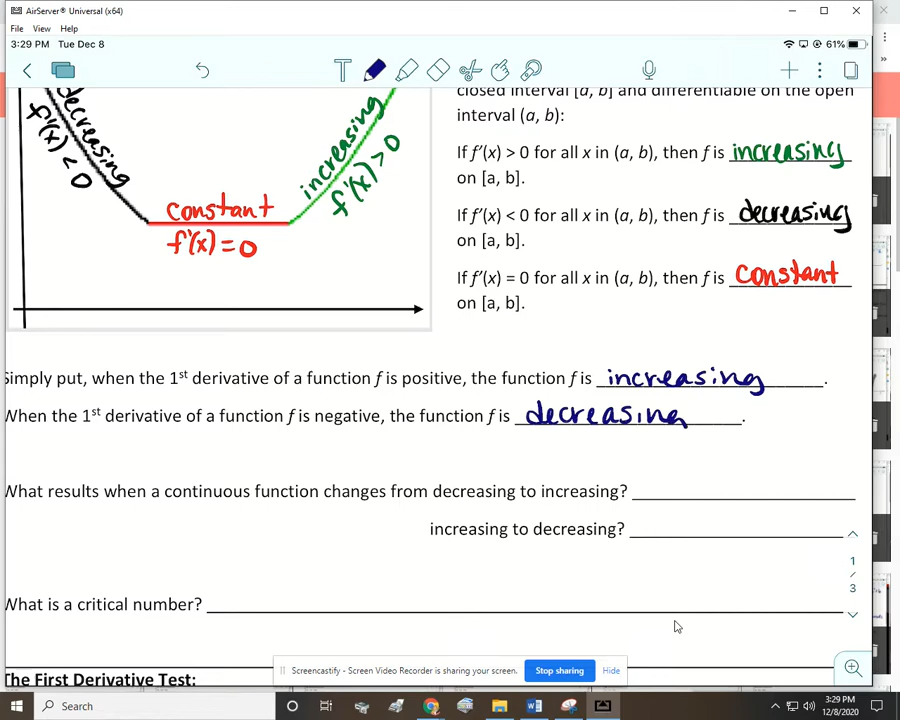 AirServer Universal (x64)
File View Help
3:29 PM Tue Dec 8
61%
closed interval [a, b] and differentiable on the open
interval (a, b):
If f′(x) > 0 for all x in (a, b), then f is increasing
on [a, b].
If f′(x) < 0 for all x in (a, b), then f is decreasing
on [a, b].
If f′(x) = 0 for all x in (a, b), then f is constant
on [a, b].
decreasing
f'(x) < 0
constant
f'(x) = 0
increasing
f'(x) > 0
Simply put, when the 1st derivative of a function f is positive, the function f is increasing.
When the 1st derivative of a function f is negative, the function f is decreasing.
What results when a continuous function changes from decreasing to increasing?
increasing to decreasing?
What is a critical number?
1
/
3
The First Derivative Test:
Screencastify - Screen Video Recorder is sharing your screen. Stop sharing Hide
Search
3:29 PM
12/8/2020